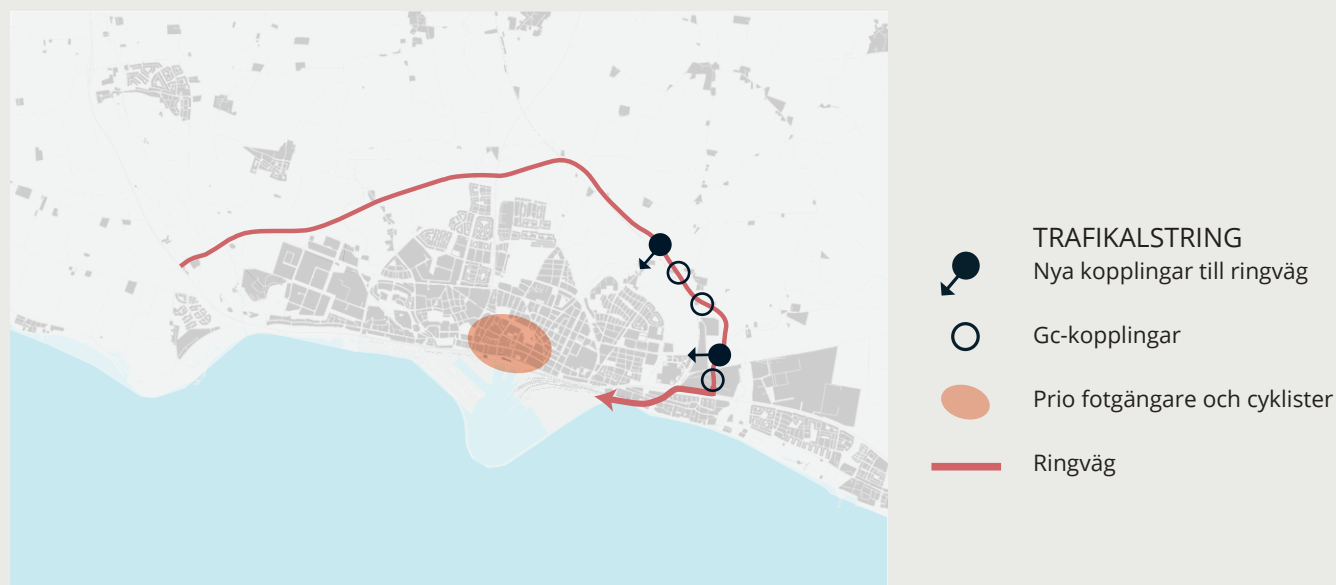 TRAFIKALSTRING
Nya kopplingar till ringväg
Gc-kopplingar
Prio fotgängare och cyklister
Ringväg